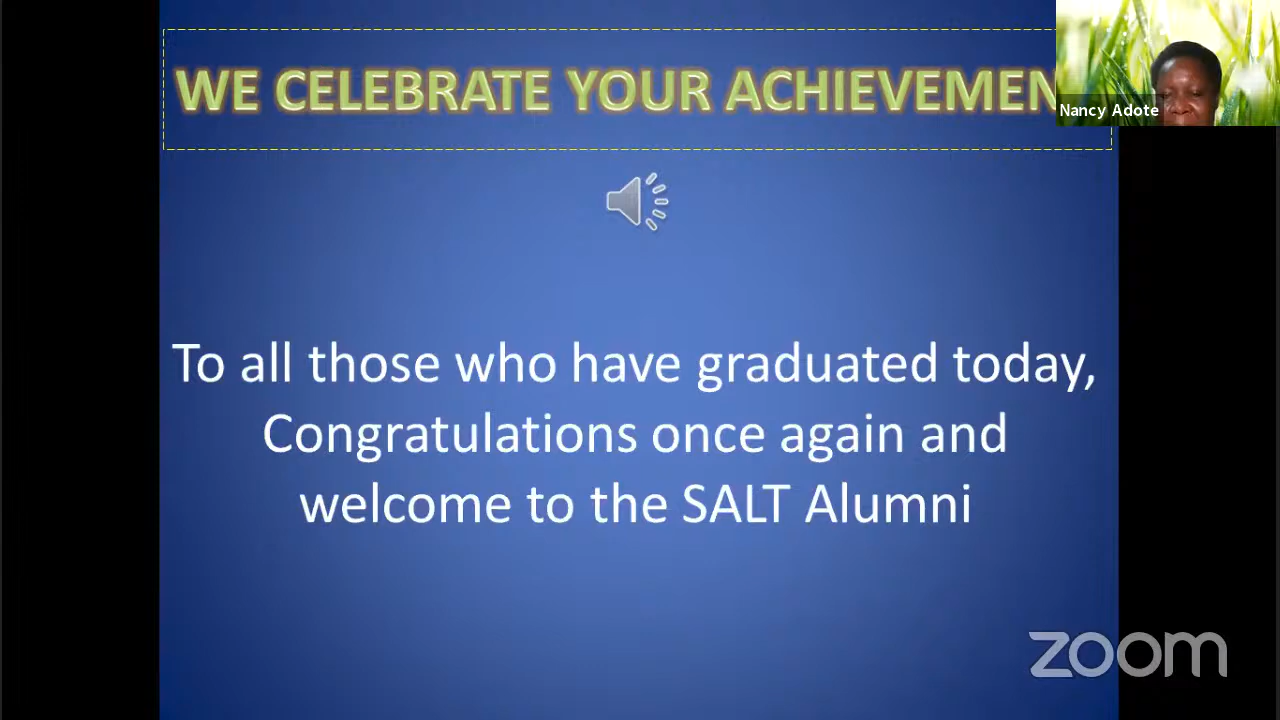 WE CELEBRATE YOUR ACHIEVEMEN
Nancy Adote
To all those who have graduated today,
Congratulations once again and
welcome to the SALT Alumni
zoom